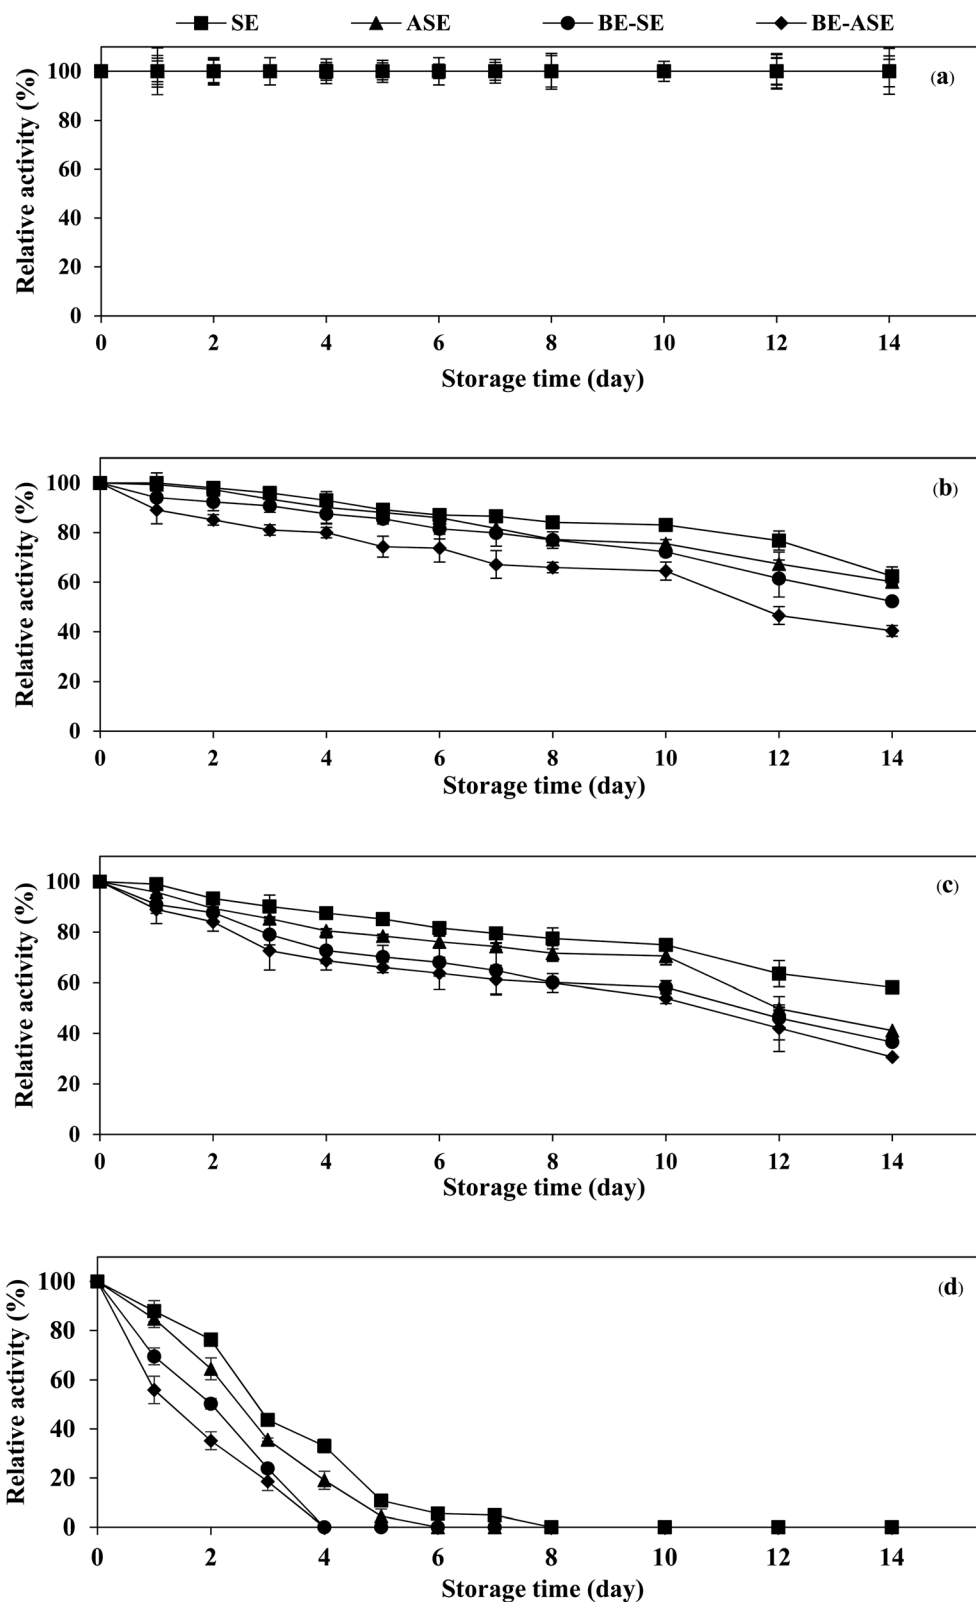 SE ASE BE-SE BE-ASE
(a)
Relative activity (%)
100
80
60
40
20
0
0 2 4 6 8 10 12 14
Storage time (day)
(b)
Relative activity (%)
100
80
60
40
20
0
0 2 4 6 8 10 12 14
Storage time (day)
(c)
Relative activity (%)
100
80
60
40
20
0
0 2 4 6 8 10 12 14
Storage time (day)
(d)
Relative activity (%)
100
80
60
40
20
0
0 2 4 6 8 10 12 14
Storage time (day)